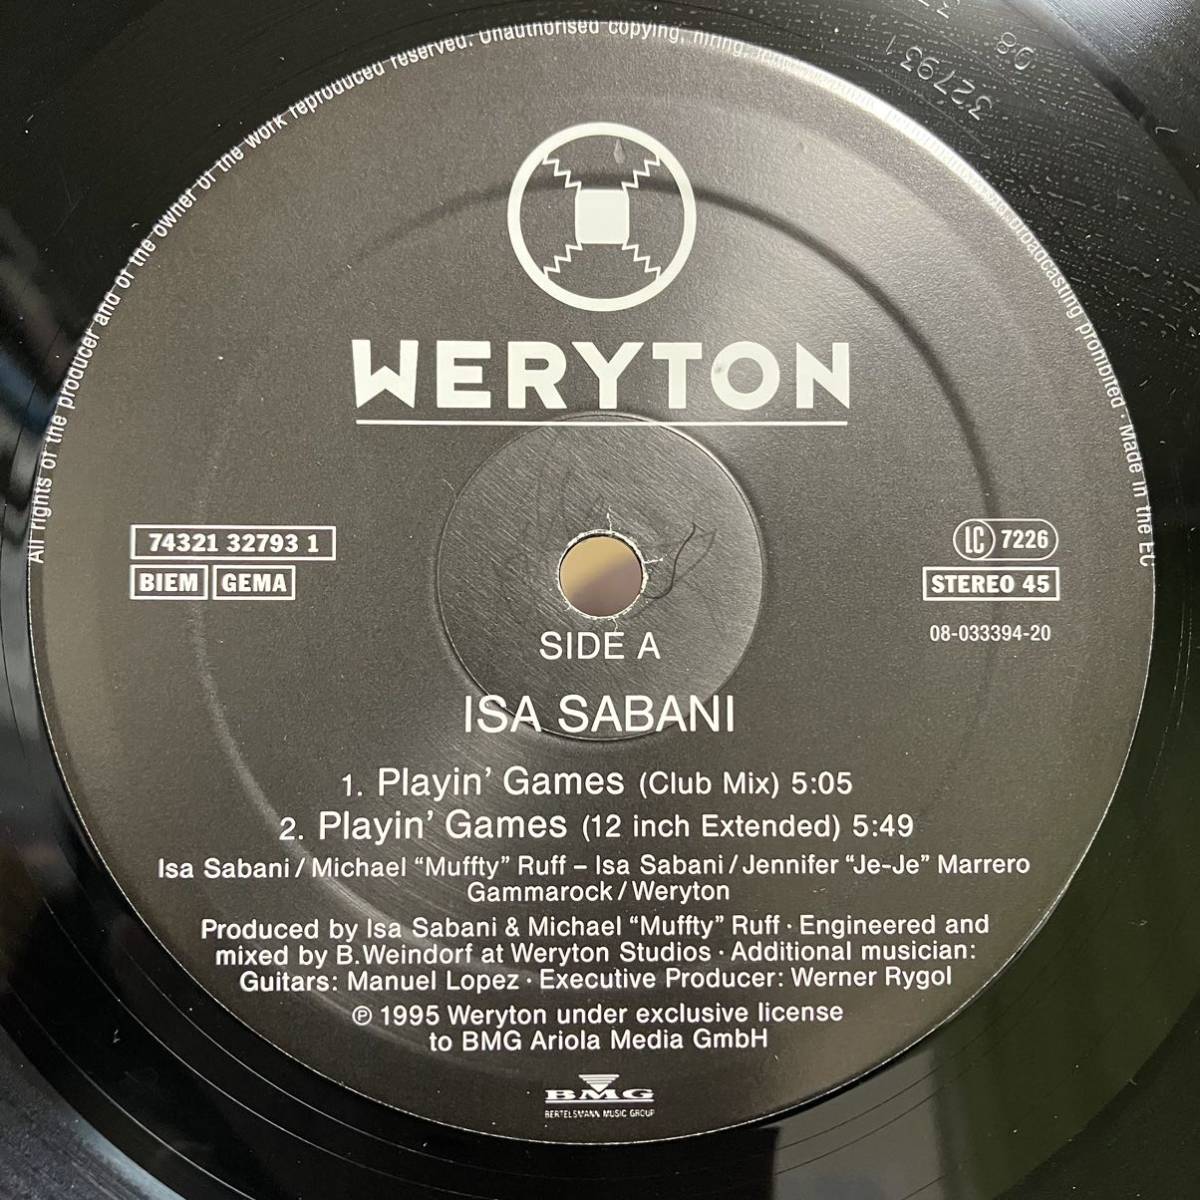 All rights of the producer and of the owner of the work reproduced reserved. Unauthorised copying, hiring, broadcasting prohibited · Made in the EC
32793 1
WERYTON
74321 32793 1
BIEM GEMA
LC 7226
STEREO 45
08-033394-20
SIDE A
ISA SABANI
1. Playin’ Games (Club Mix) 5:05
2. Playin’ Games (12 inch Extended) 5:49
Isa Sabani / Michael “Muffty” Ruff – Isa Sabani / Jennifer “Je-Je” Marrero
Gammarock / Weryton
Produced by Isa Sabani & Michael “Muffty” Ruff · Engineered and
mixed by B.Weindorf at Weryton Studios · Additional musician:
Guitars: Manuel Lopez · Executive Producer: Werner Rygol
℗ 1995 Weryton under exclusive license
to BMG Ariola Media GmbH
BMG
BERTELSMANN MUSIC GROUP